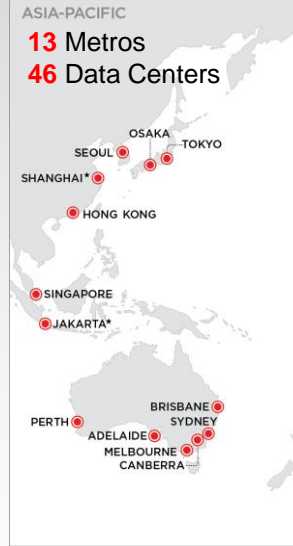 ASIA-PACIFIC
13 Metros
46 Data Centers
OSAKA
TOKYO
SEOUL
SHANGHAI*
HONG KONG
SINGAPORE
JAKARTA*
BRISBANE
SYDNEY
PERTH
ADELAIDE
MELBOURNE
CANBERRA